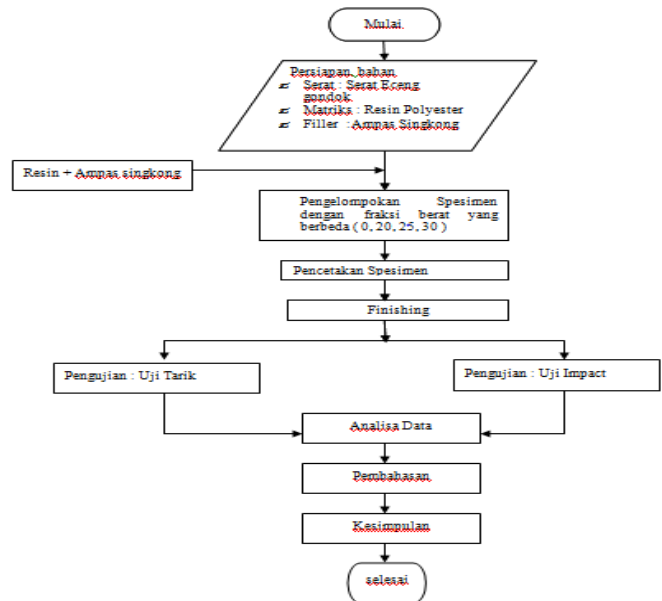 Mulai
Persiapan bahan
Serat : Serat Eceng
gondok
Matriks : Resin Polyester
Filler : Ampas Singkong
Resin + Ampas singkong
Pengelompokan Spesimen
dengan fraksi berat yang
berbeda ( 0, 20, 25, 30 )
Pencetakan Spesimen
Finishing
Pengujian : Uji Tarik
Pengujian : Uji Impact
Analisa Data
Pembahasan
Kesimpulan
selesai